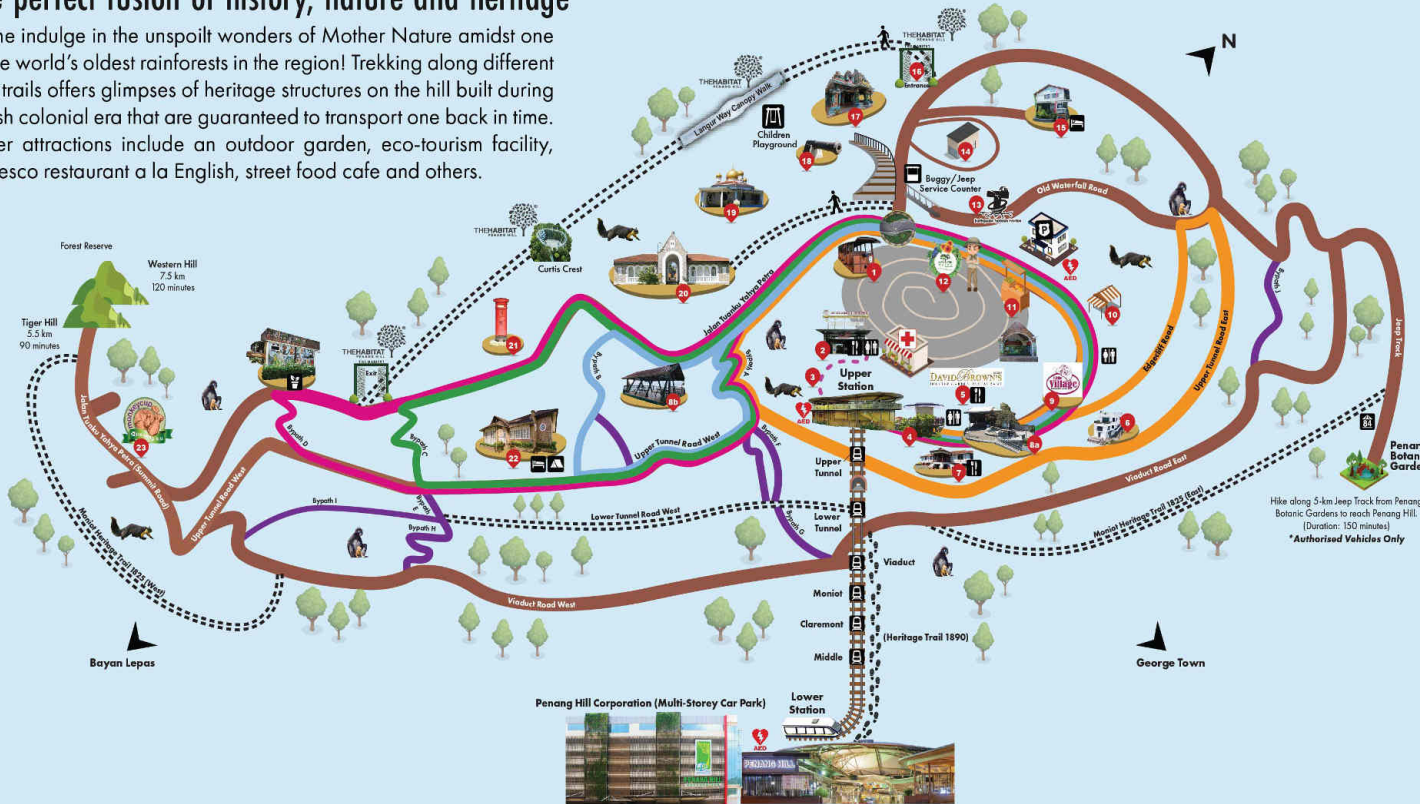 perfect fusion of history, nature and heritage
indulge in the unspoilt wonders of Mother Nature amidst one
world's oldest rainforests in the region! Trekking along different
trails offers glimpses of heritage structures on the hill built during
colonial era that are guaranteed to transport one back in time.
attractions include an outdoor garden, eco-tourism facility,
restaurant a la English, street food cafe and others.
N
THE HABITAT
PENANG HILL
16
Entrance
THE HABITAT
PENANG HILL
Langur Way Canopy Walk
Children
Playground
17
18
15
14
Buggy/Jeep
Service Counter
13
Old Waterfall Road
19
THE HABITAT
PENANG HILL
Curtis Crest
20
Jalan Tuanku Yahya Petra
1
12
P
AED
11
10
Forest Reserve
Western Hill
7.5 km
120 minutes
Tiger Hill
5.5 km
90 minutes
21
THE HABITAT
PENANG HILL
Exit
Bypath B
8b
Bypath A
2
3
Upper
Station
AED
DAVID BROWN'S
5
Village
9
4
8a
6
7
Edgecliff Road
Upper Tunnel Road East
Bypath J
Jeep Track
monkeycup
23
Jalan Tunku Yahya Petra (Summit Road)
Bypath D
Bypath C
22
Upper Tunnel Road West
Bypath F
Upper
Tunnel
Viaduct Road East
84
Upper Tunnel Road West
Bypath I
Bypath E
Bypath H
Lower Tunnel Road West
Bypath G
Lower
Tunnel
Moniot Heritage Trail 1825 (East)
Hike along 5-km Jeep Track from Penang
Botanic Gardens to reach Penang Hill.
(Duration: 150 minutes)
*Authorised Vehicles Only
Moniot Heritage Trail 1825 (West)
Viaduct Road West
Viaduct
Moniot
Claremont
(Heritage Trail 1890)
Middle
Bayan Lepas
George Town
Penang Hill Corporation (Multi-Storey Car Park)
Lower
Station
AED
PENANG HILL